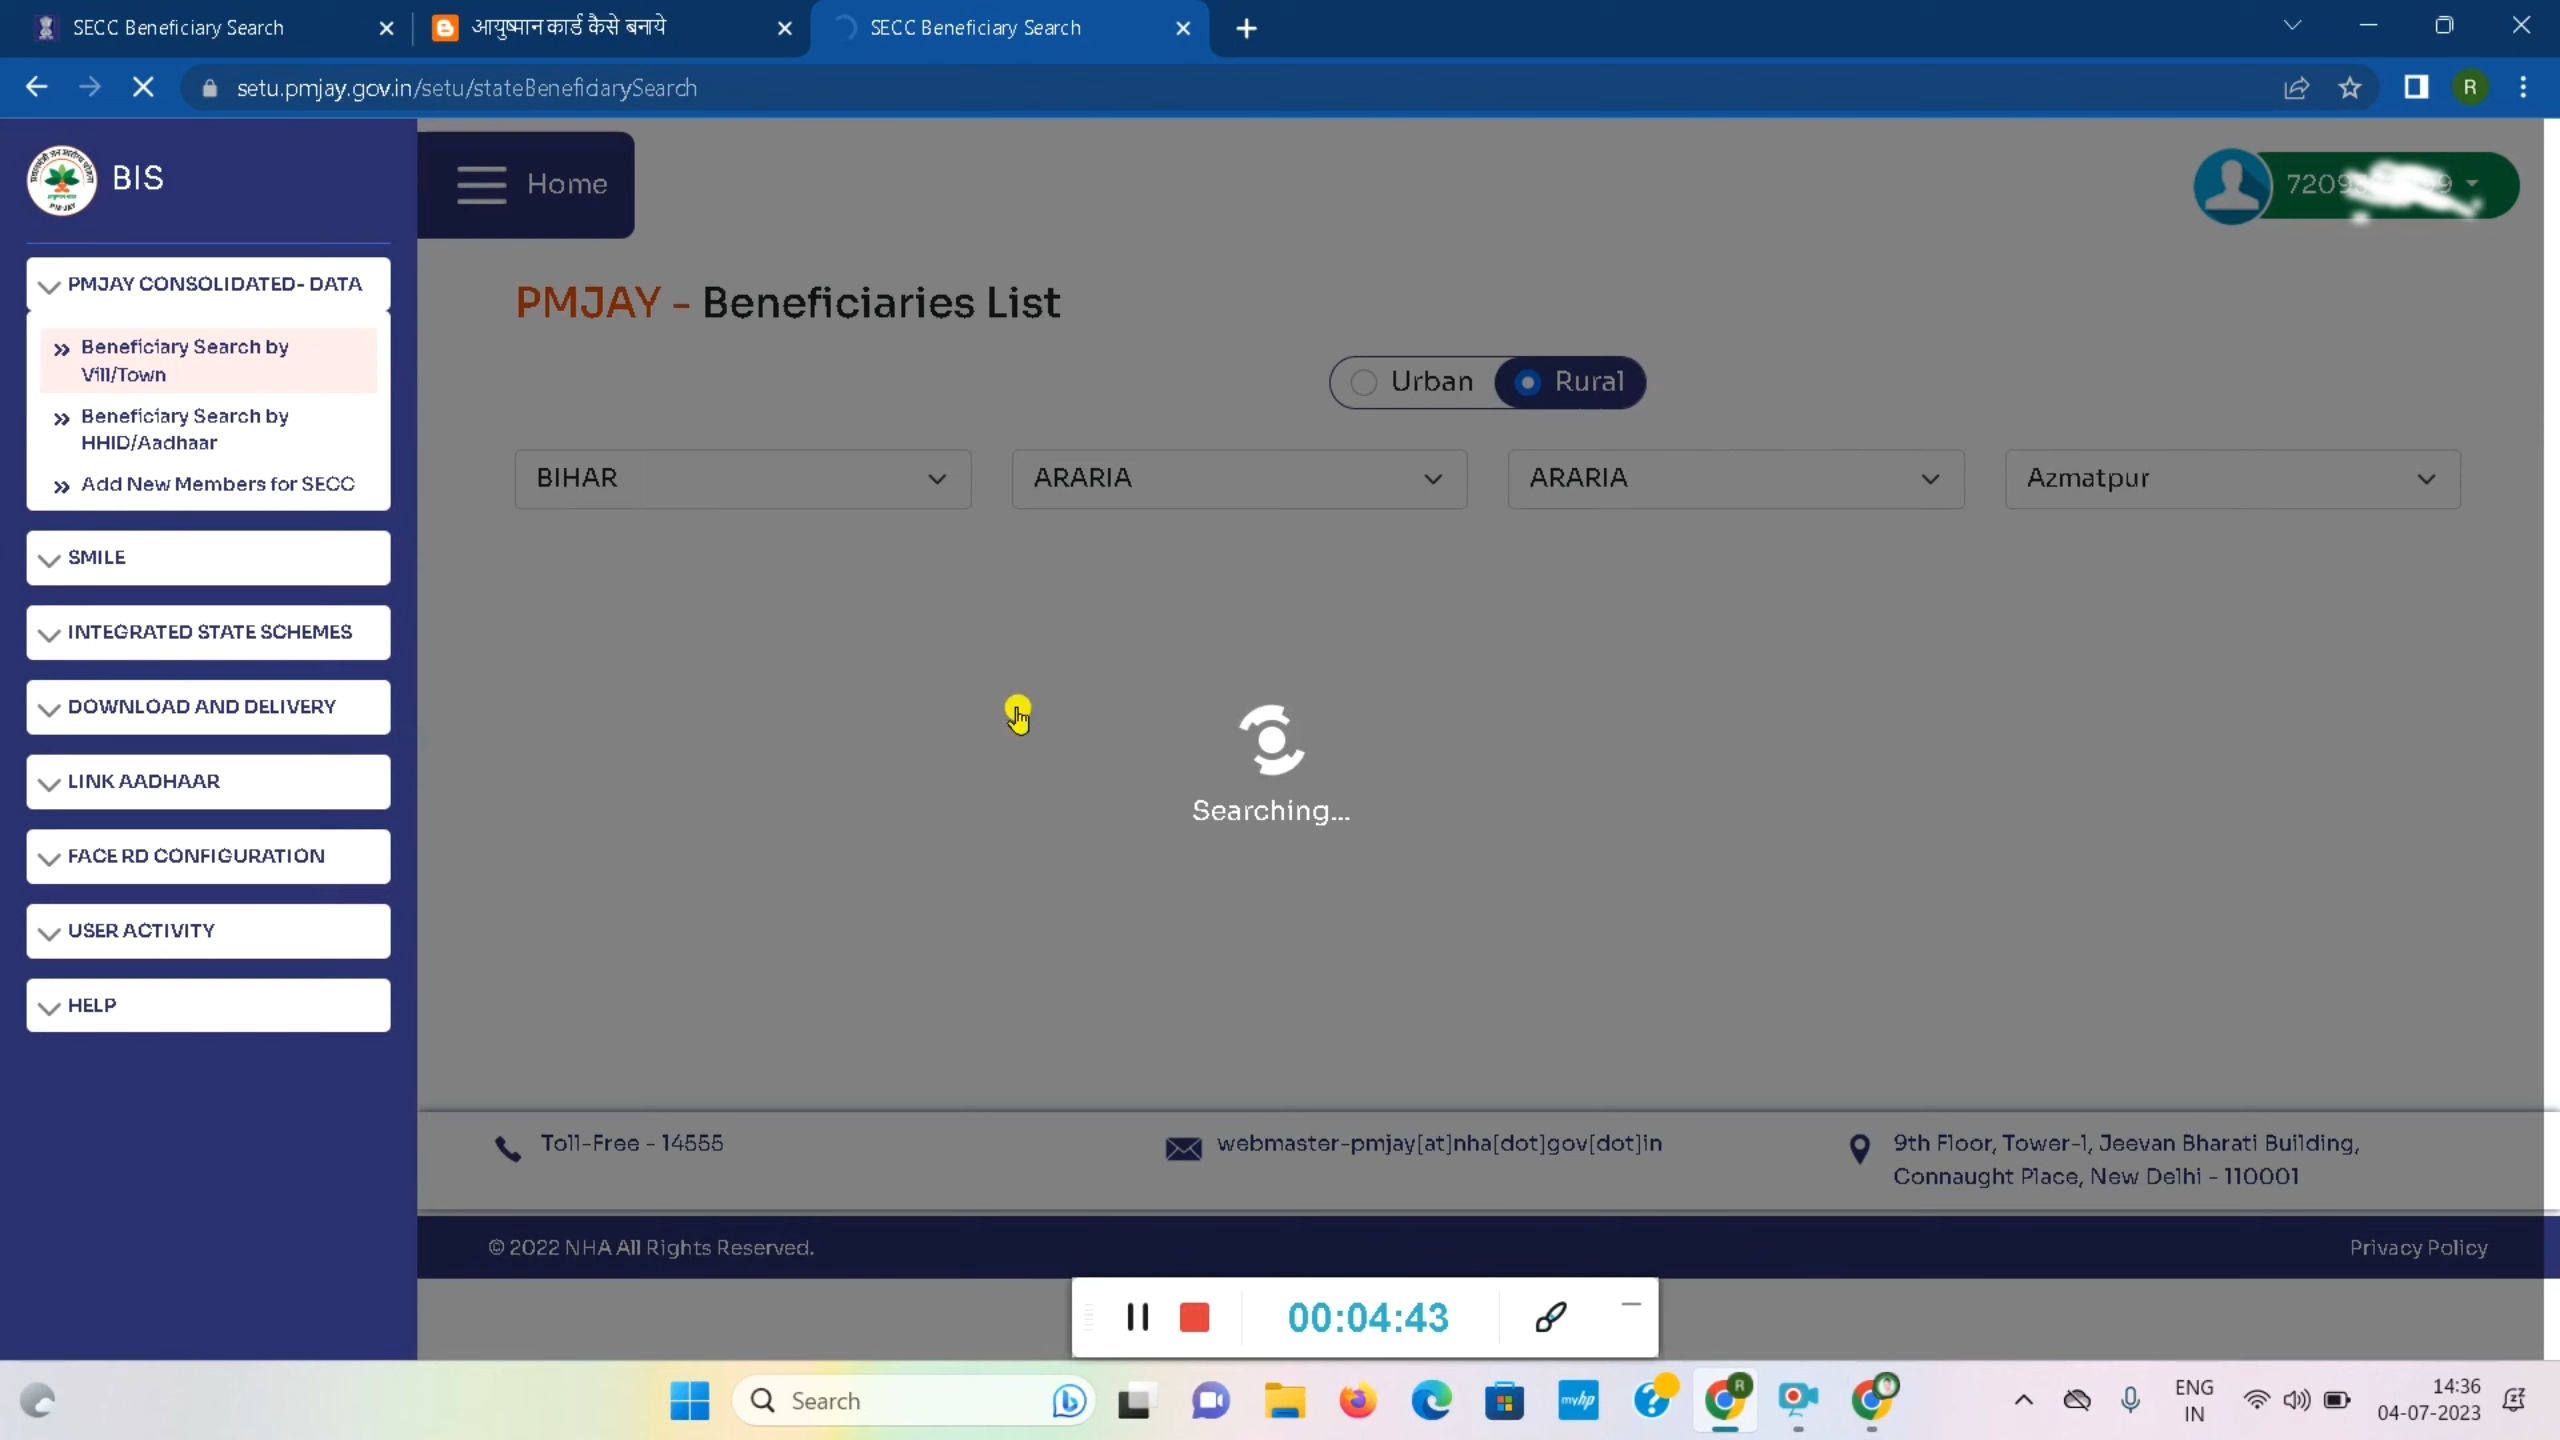 SECC Beneficiary Search
आयुष्मान कार्ड कैसे बनाये
SECC Beneficiary Search
setu.pmjay.gov.in/setu/stateBeneficiarySearch
R
BIS
Home
PMJAY CONSOLIDATED- DATA
Beneficiary Search by
Vill/Town
Beneficiary Search by
HHID/Aadhaar
Add New Members for SECC
SMILE
INTEGRATED STATE SCHEMES
DOWNLOAD AND DELIVERY
LINK AADHAAR
FACE RD CONFIGURATION
USER ACTIVITY
HELP
PMJAY - Beneficiaries List
Urban
Rural
BIHAR
ARARIA
ARARIA
Azmatpur
Searching...
Toll-Free - 14555
webmaster-pmjay[at]nha[dot]gov[dot]in
9th Floor, Tower-1, Jeevan Bharati Building,
Connaught Place, New Delhi - 110001
© 2022 NHA All Rights Reserved.
Privacy Policy
00:04:43
Search
myhp
R
ENG
IN
14:36
04-07-2023